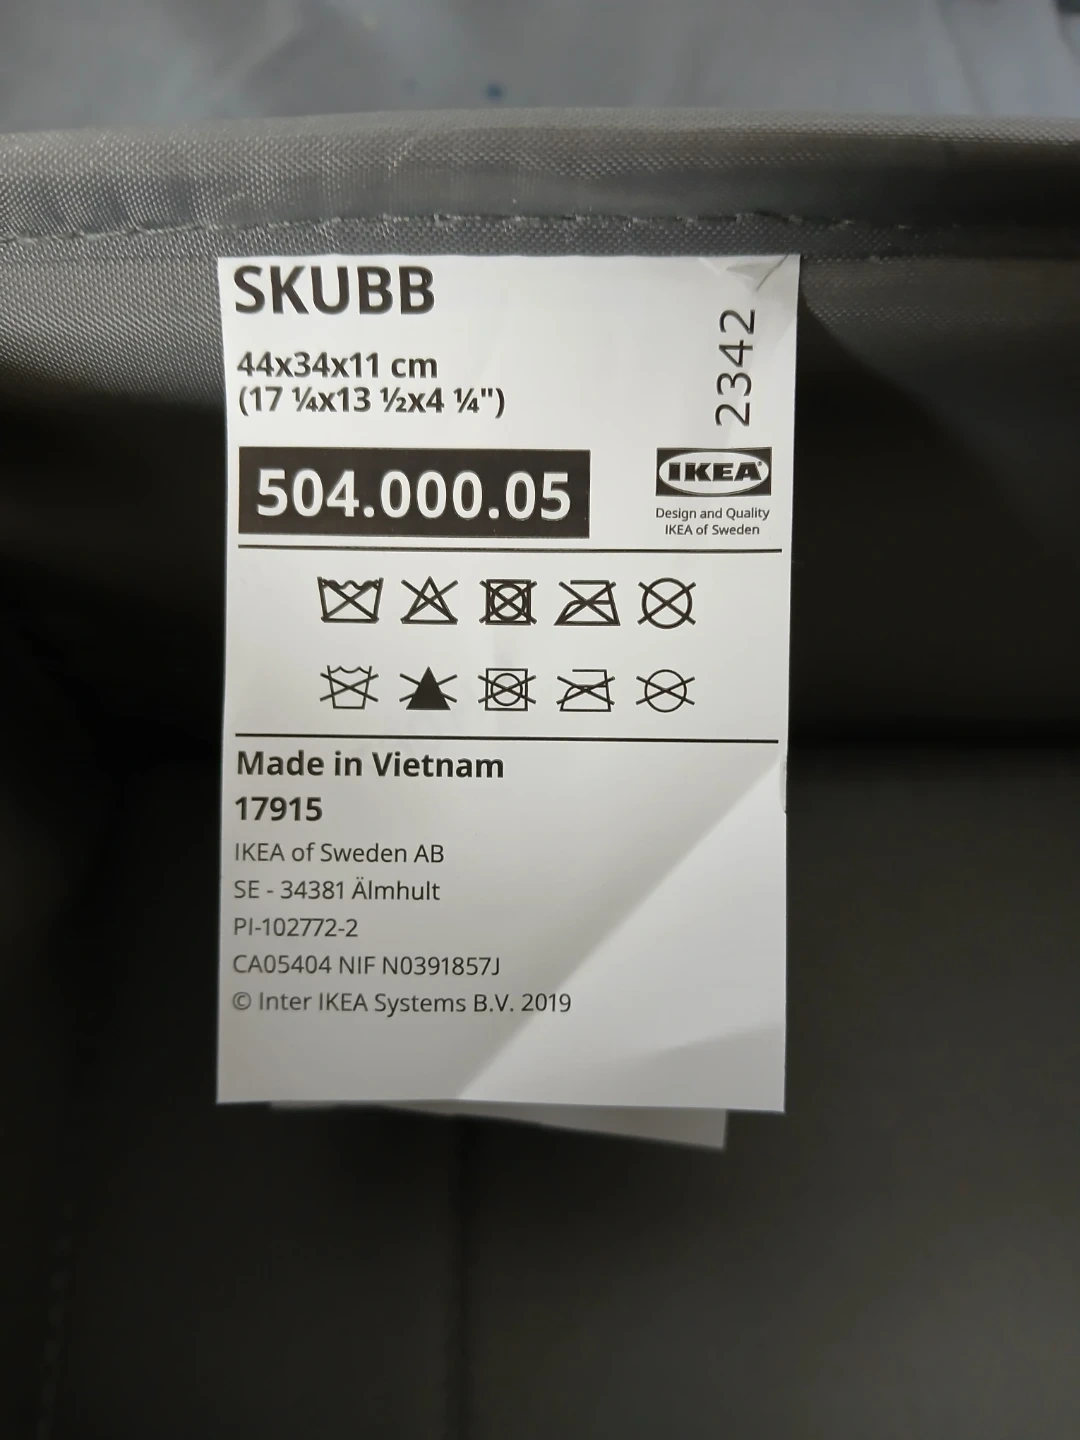 SKUBB
44x34x11 cm
(17 ¼x13 ½x4 ¼")
2342
504.000.05
IKEA
Design and Quality
IKEA of Sweden
Made in Vietnam
17915
IKEA of Sweden AB
SE - 34381 Älmhult
PI-102772-2
CA05404 NIF N0391857J
© Inter IKEA Systems B.V. 2019